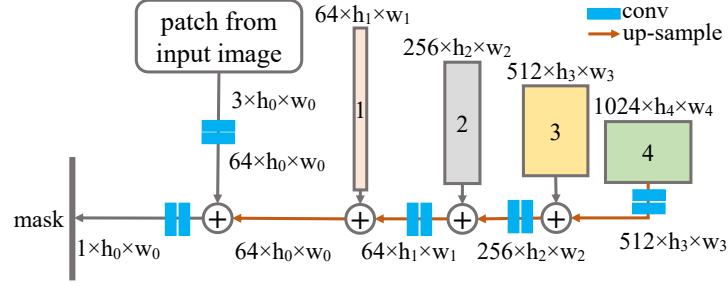 patch from
input image
64×h₁×w₁
256×h₂×w₂
512×h₃×w₃
1024×h₄×w₄
conv
up-sample
3×h₀×w₀
64×h₀×w₀
1
2
3
4
mask
1×h₀×w₀
64×h₀×w₀
64×h₁×w₁
256×h₂×w₂
512×h₃×w₃